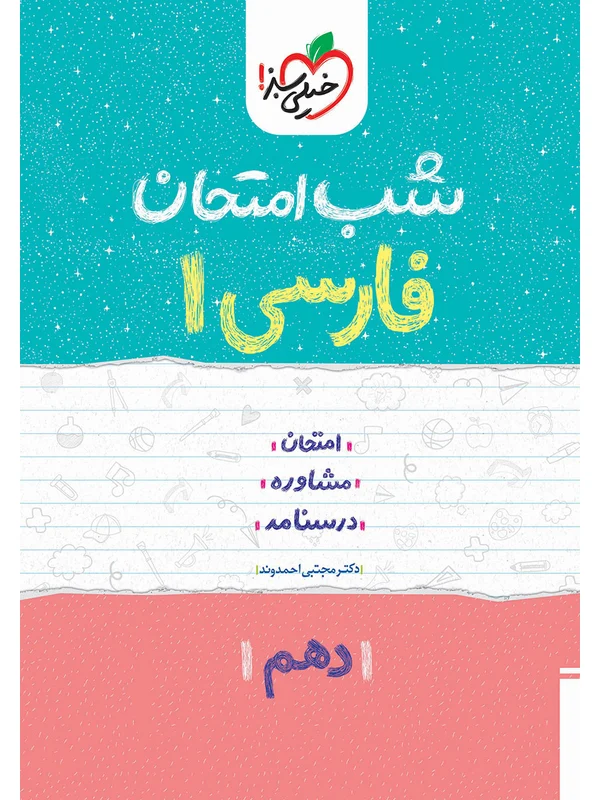 خیلی سبز!
شب امتحان
فارسی ۱
امتحان
مشاوره
درسنامه
دکتر مجتبی احمدوند
دهم